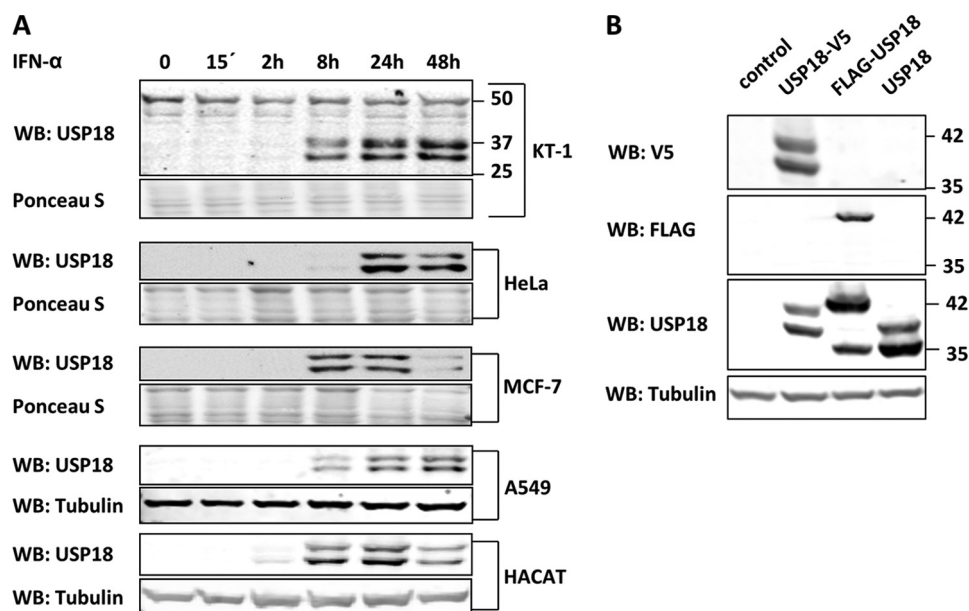 A
IFN-α 0 15´ 2h 8h 24h 48h
WB: USP18 50 37 25
Ponceau S
KT-1
WB: USP18
Ponceau S
HeLa
WB: USP18
Ponceau S
MCF-7
WB: USP18
WB: Tubulin
A549
WB: USP18
WB: Tubulin
HACAT
B
control USP18-V5 FLAG-USP18 USP18
WB: V5 42 35
WB: FLAG 42 35
WB: USP18 42 35
WB: Tubulin